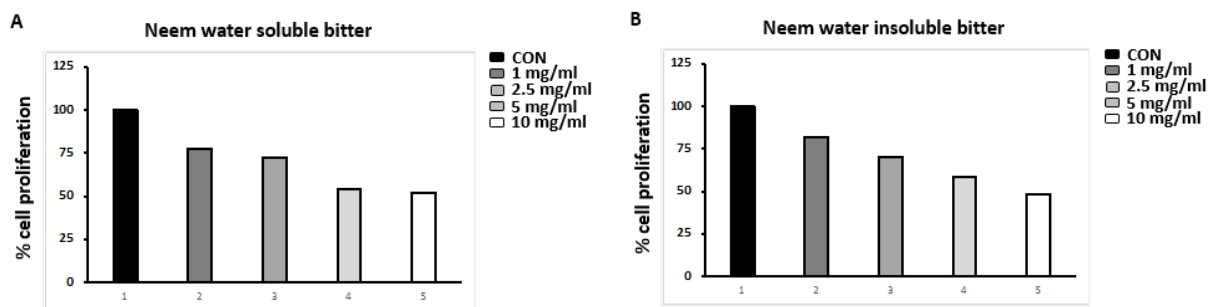 A
Neem water soluble bitter
% cell proliferation
125
100
75
50
25
0
1 2 3 4 5
CON
1 mg/ml
2.5 mg/ml
5 mg/ml
10 mg/ml
B
Neem water insoluble bitter
% cell proliferation
125
100
75
50
25
0
1 2 3 4 5
CON
1 mg/ml
2.5 mg/ml
5 mg/ml
10 mg/ml